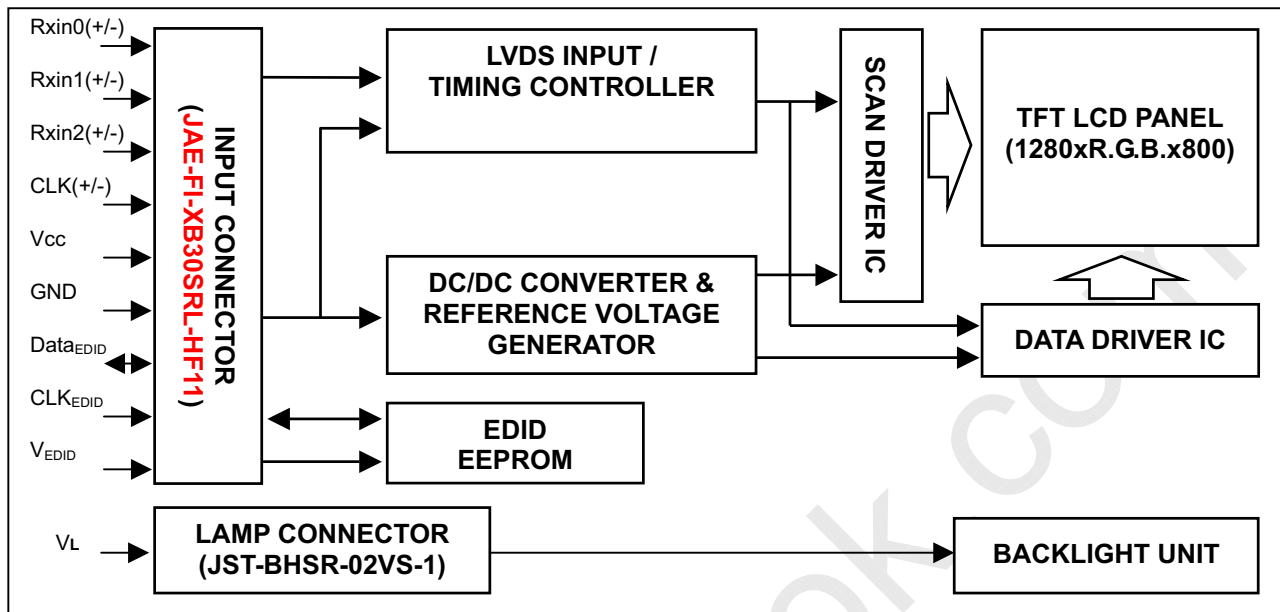 Rxin0(+/-)
Rxin1(+/-)
Rxin2(+/-)
CLK(+/-)
Vcc
GND
DataEDID
CLKEDID
VEDID
VL
INPUT CONNECTOR
(JAE-FI-XB30SRL-HF11)
LVDS INPUT /
TIMING CONTROLLER
DC/DC CONVERTER &
REFERENCE VOLTAGE
GENERATOR
EDID
EEPROM
SCAN DRIVER IC
TFT LCD PANEL
(1280xR.G.B.x800)
DATA DRIVER IC
LAMP CONNECTOR
(JST-BHSR-02VS-1)
BACKLIGHT UNIT